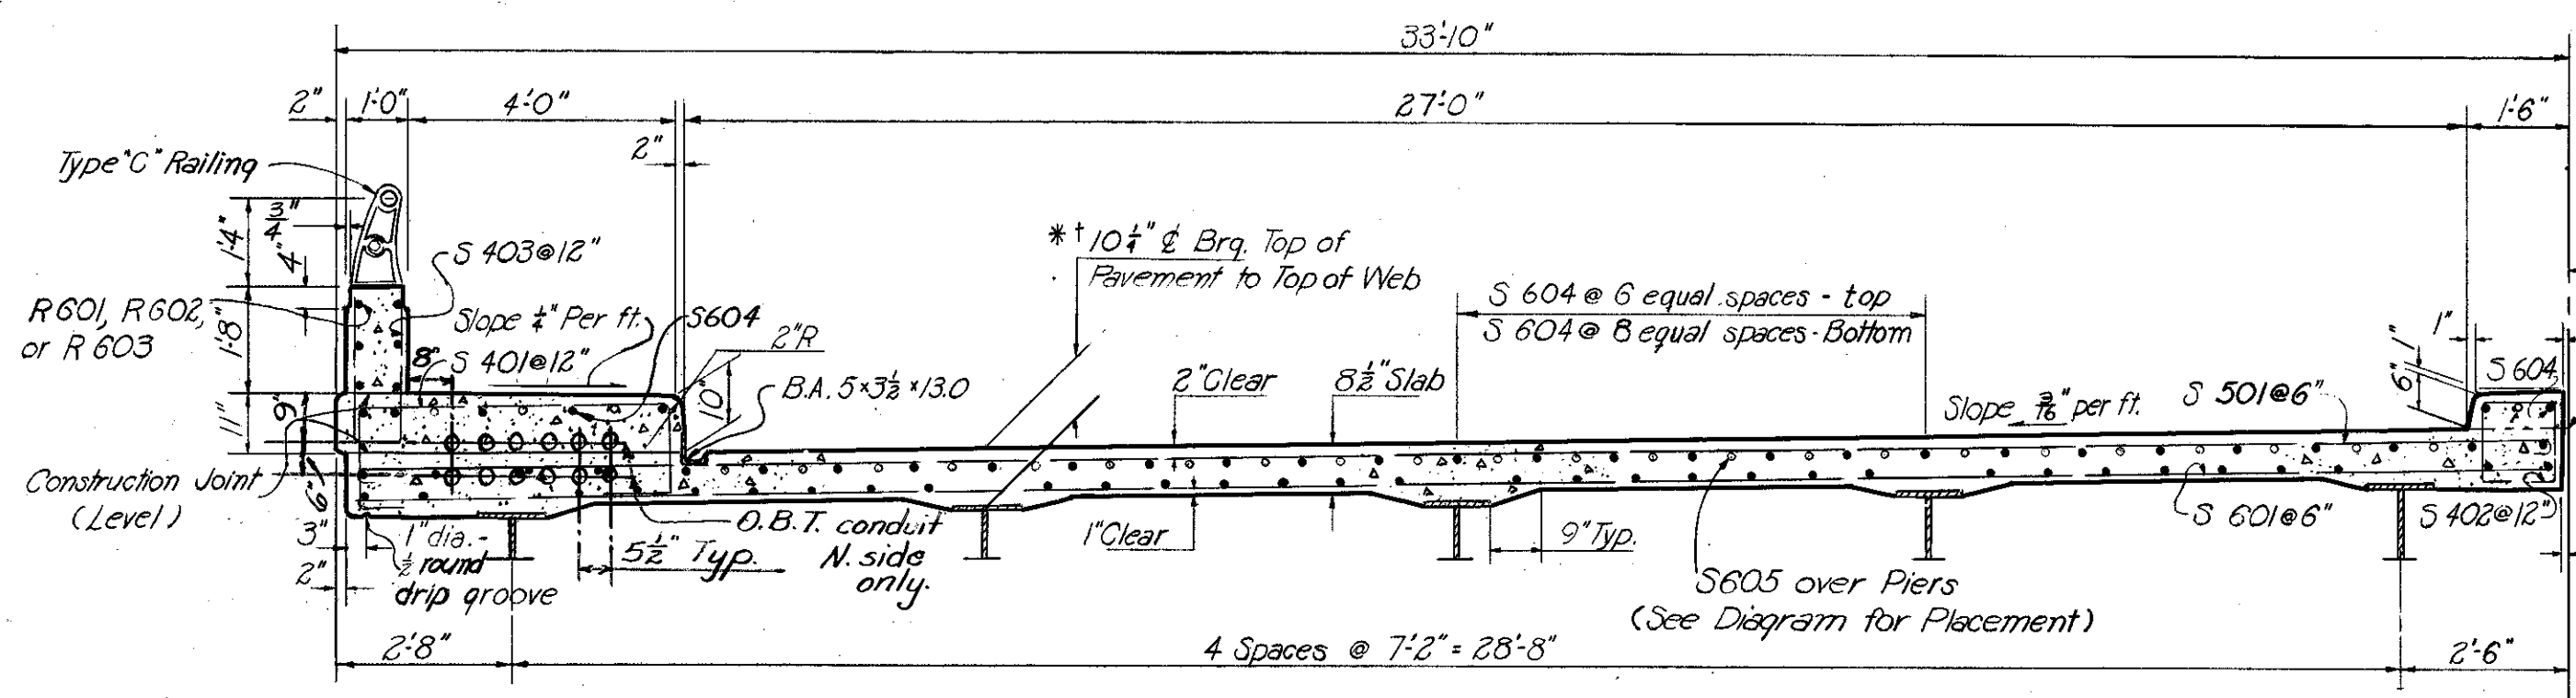 33'-10"
2" 1'-0" 4'-0" 27'-0" 1'-6"
2"
Type "C" Railing
1'-4"
3/4"
4"
S 403@12"
*† 10 1/4" ℄ Brg. Top of
Pavement to Top of Web
R601, R602,
or R603
1'-8"
Slope 1/4" Per ft.
S604
2"R
8" S 401@12"
10"
B.A. 5×3 1/2×13.0
2"Clear
8 1/2" Slab
S 604 @ 6 equal spaces - top
S 604 @ 8 equal spaces - Bottom
1"
1"
6"
S 604
Slope 3/16" per ft.
S 501@6"
9"
11"
Construction Joint
(Level)
6"
3"
2"
1" dia.-
1/2 round
drip groove
5 1/2" Typ.
O.B.T. conduit
N. side
only.
1"Clear
9" Typ.
S 601@6"
S 402@12"
S605 over Piers
(See Diagram for Placement)
2'-8" 4 Spaces @ 7'-2" = 28'-8" 2'-6"